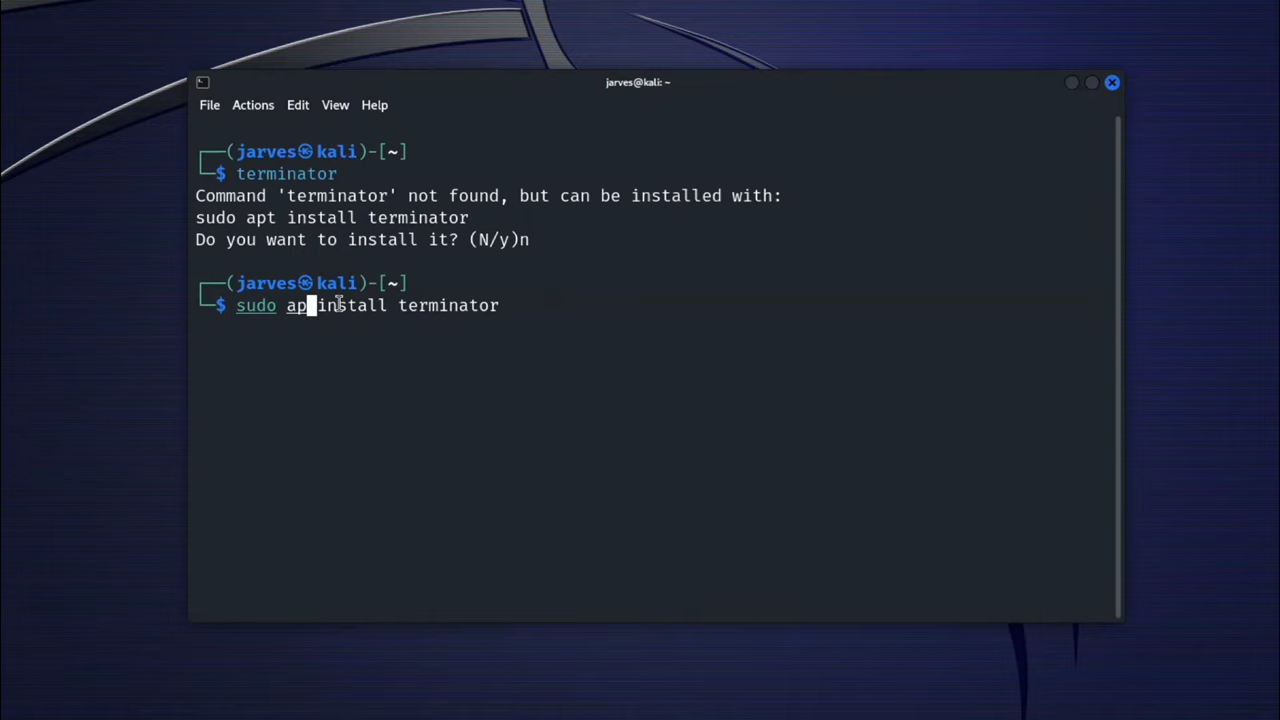 jarves@kali: ~
File Actions Edit View Help
┌──(jarves㉿kali)-[~]
└─$ terminator
Command 'terminator' not found, but can be installed with:
sudo apt install terminator
Do you want to install it? (N/y)n
┌──(jarves㉿kali)-[~]
└─$ sudo ap install terminator